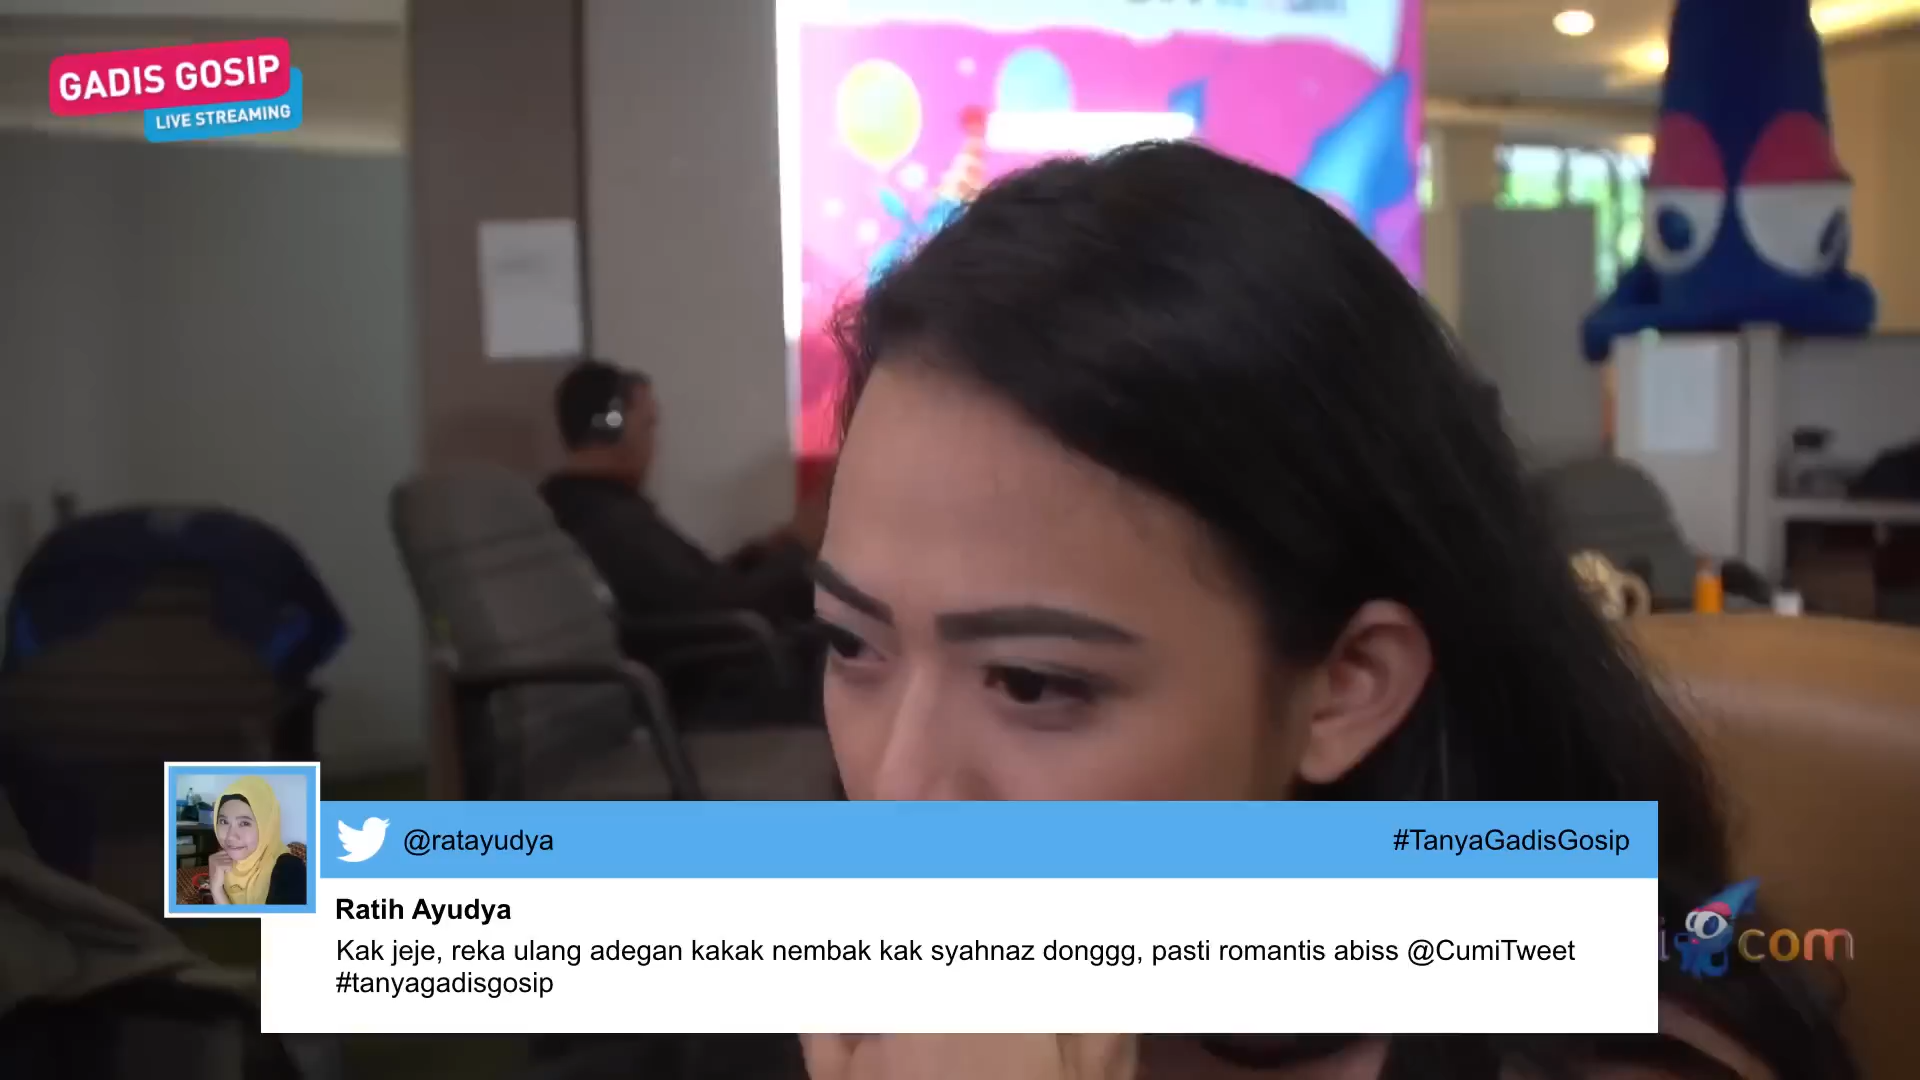 GADIS GOSIP
LIVE STREAMING
@ratayudya
#TanyaGadisGosip
Ratih Ayudya
Kak jeje, reka ulang adegan kakak nembak kak syahnaz donggg, pasti romantis abiss @CumiTweet
#tanyagadisgosip
com